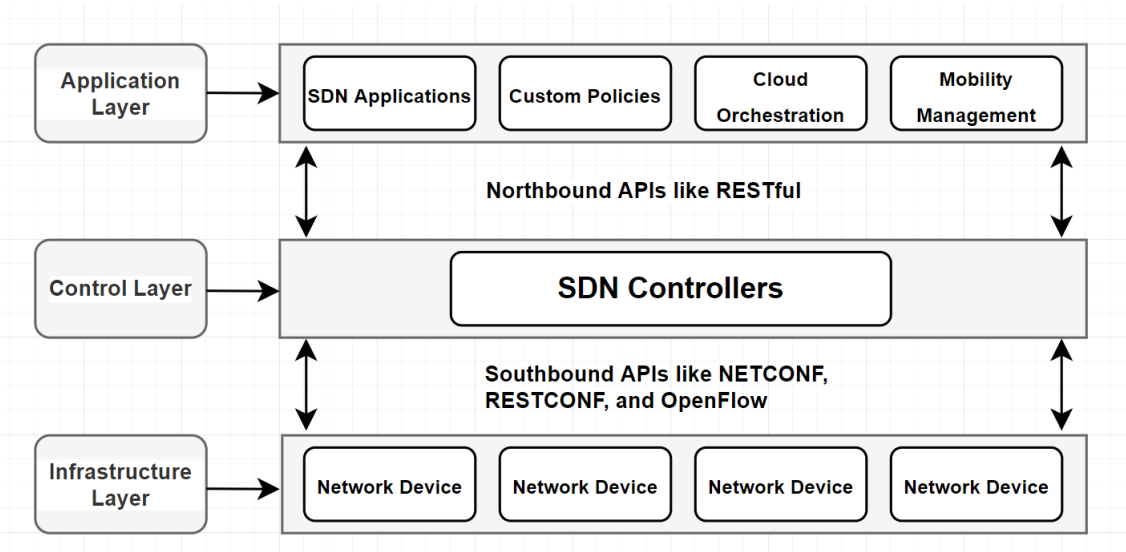 Application
Layer
SDN Applications
Custom Policies
Cloud
Orchestration
Mobility
Management
Northbound APIs like RESTful
Control Layer
SDN Controllers
Southbound APIs like NETCONF,
RESTCONF, and OpenFlow
Infrastructure
Layer
Network Device
Network Device
Network Device
Network Device